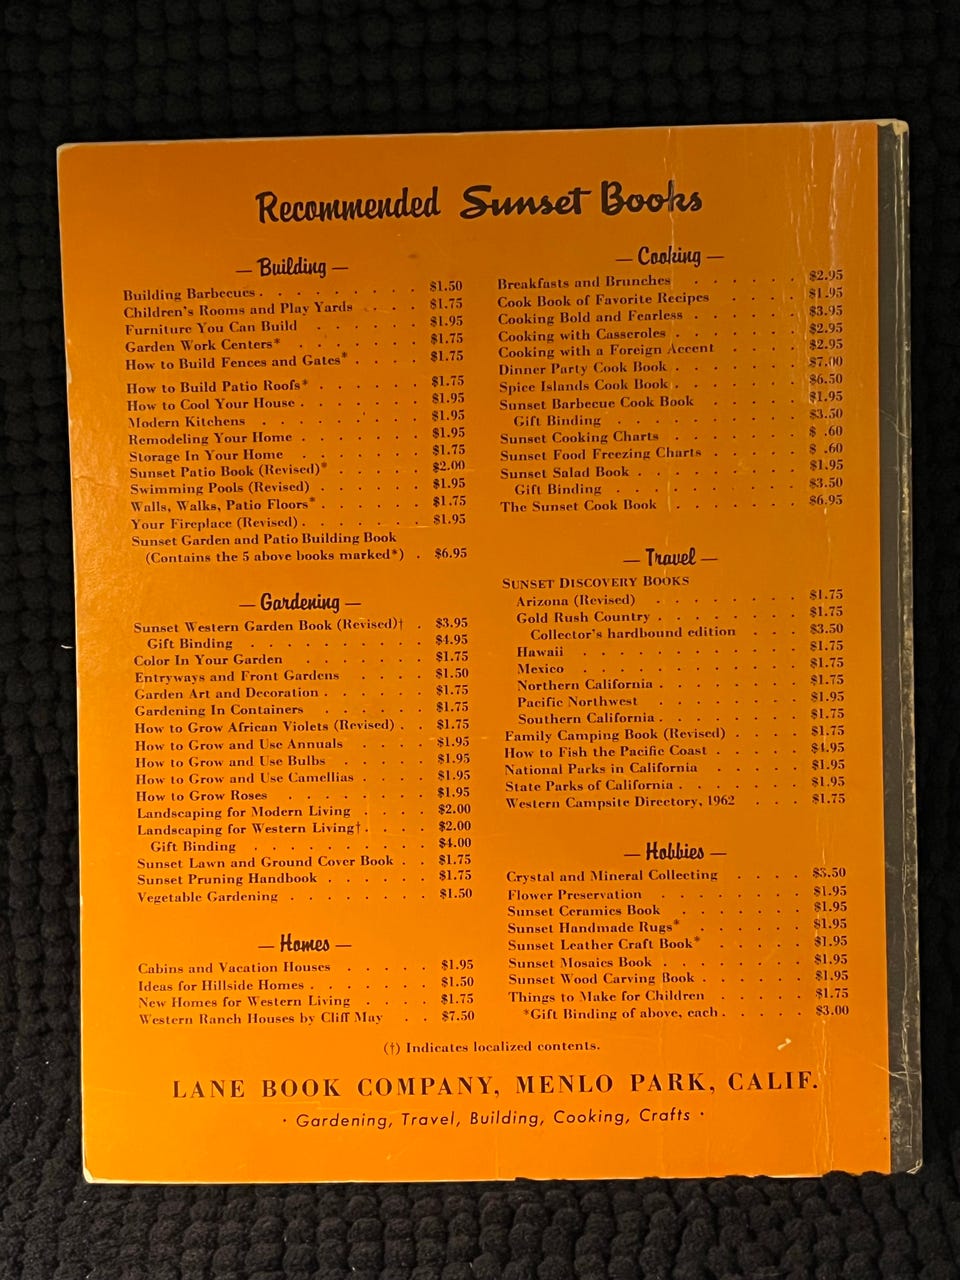 Recommended Sunset Books
— Building —
Building Barbecues . . . . . . . . . $1.50
Children's Rooms and Play Yards . . . . $1.75
Furniture You Can Build . . . . . . $1.95
Garden Work Centers* . . . . . . . $1.75
How to Build Fences and Gates* . . . . $1.75
How to Build Patio Roofs* . . . . . . $1.75
How to Cool Your House . . . . . . . $1.95
Modern Kitchens . . . . . . . . $1.95
Remodeling Your Home . . . . . . . $1.95
Storage In Your Home . . . . . . . $1.75
Sunset Patio Book (Revised)* . . . . . $2.00
Swimming Pools (Revised) . . . . . . $1.95
Walls, Walks, Patio Floors* . . . . . . $1.75
Your Fireplace (Revised) . . . . . . . $1.95
Sunset Garden and Patio Building Book
(Contains the 5 above books marked*) . $6.95
— Gardening —
Sunset Western Garden Book (Revised)† . $3.95
Gift Binding . . . . . . . . . . $4.95
Color In Your Garden . . . . . . . $1.75
Entryways and Front Gardens . . . . $1.50
Garden Art and Decoration . . . . . . $1.75
Gardening In Containers . . . . . . $1.75
How to Grow African Violets (Revised) . . $1.75
How to Grow and Use Annuals . . . . $1.95
How to Grow and Use Bulbs . . . . . $1.95
How to Grow and Use Camellias . . . . $1.95
How to Grow Roses . . . . . . . $1.95
Landscaping for Modern Living . . . . $2.00
Landscaping for Western Living† . . . . $2.00
Gift Binding . . . . . . . . . . $4.00
Sunset Lawn and Ground Cover Book . . $1.75
Sunset Pruning Handbook . . . . . . $1.75
Vegetable Gardening . . . . . . . . $1.50
— Homes —
Cabins and Vacation Houses . . . . . $1.95
Ideas for Hillside Homes . . . . . . . $1.50
New Homes for Western Living . . . . $1.75
Western Ranch Houses by Cliff May . . $7.50
— Cooking —
Breakfasts and Brunches . . . . . . $2.95
Cook Book of Favorite Recipes . . . . $1.95
Cooking Bold and Fearless . . . . . . $3.95
Cooking with Casseroles . . . . . . $2.95
Cooking with a Foreign Accent . . . . $2.95
Dinner Party Cook Book . . . . . . . $7.00
Spice Islands Cook Book . . . . . . . $6.50
Sunset Barbecue Cook Book . . . . . $1.95
Gift Binding . . . . . . . . . . $3.50
Sunset Cooking Charts . . . . . . . $ .60
Sunset Food Freezing Charts . . . . . $ .60
Sunset Salad Book . . . . . . . . $1.95
Gift Binding . . . . . . . . . . $3.50
The Sunset Cook Book . . . . . . . $6.95
— Travel —
SUNSET DISCOVERY BOOKS
Arizona (Revised) . . . . . . . . $1.75
Gold Rush Country . . . . . . . . $1.75
Collector's hardbound edition . . . $3.50
Hawaii . . . . . . . . . . . $1.75
Mexico . . . . . . . . . . . $1.75
Northern California . . . . . . . . $1.75
Pacific Northwest . . . . . . . . $1.95
Southern California . . . . . . . . $1.75
Family Camping Book (Revised) . . . . $1.75
How to Fish the Pacific Coast . . . . . $4.95
National Parks in California . . . . . $1.95
State Parks of California . . . . . . . $1.95
Western Campsite Directory, 1962 . . . $1.75
— Hobbies —
Crystal and Mineral Collecting . . . . $3.50
Flower Preservation . . . . . . . . $1.95
Sunset Ceramics Book . . . . . . . $1.95
Sunset Handmade Rugs* . . . . . . $1.95
Sunset Leather Craft Book* . . . . . $1.95
Sunset Mosaics Book . . . . . . . . $1.95
Sunset Wood Carving Book . . . . . . $1.95
Things to Make for Children . . . . . $1.75
*Gift Binding of above, each . . . . . $3.00
(†) Indicates localized contents.
LANE BOOK COMPANY, MENLO PARK, CALIF.
· Gardening, Travel, Building, Cooking, Crafts ·